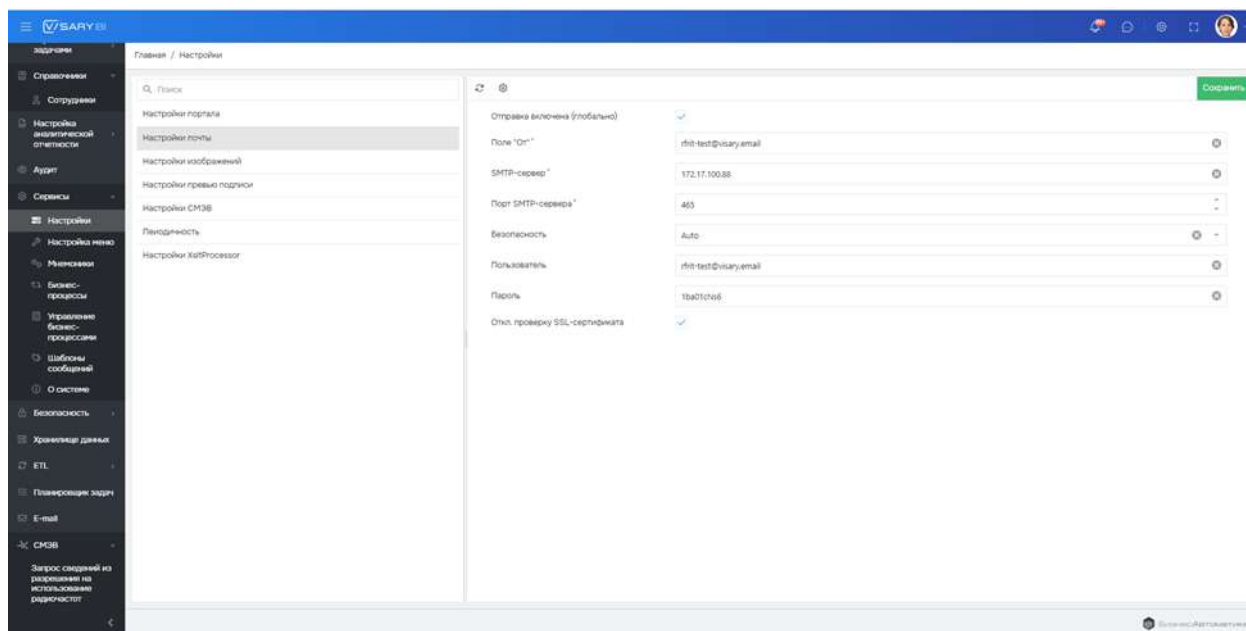 VISARY BI
задачами
Главная / Настройки
Справочники
Сотрудники
Настройка
аналитической
отчетности
Аудит
Сервисы
Настройки
Настройка меню
Мнемоники
Бизнес-
процессы
Управление
бизнес-
процессами
Шаблоны
сообщений
О системе
Безопасность
Хранилище данных
ETL
Планировщик задач
E-mail
СМЭВ
Запрос сведений из
разрешения на
использование
радиочастот
Поиск
Настройки портала
Настройки почты
Настройки изображений
Настройки превью подписи
Настройки СМЭВ
Периодичность
Настройки XsltProcessor
Сохранить
Отправка включена (глобально)
Поле "От" * rfrit-test@visary.email
SMTP-сервер * 172.17.100.88
Порт SMTP-сервера * 465
Безопасность Auto
Пользователь rfrit-test@visary.email
Пароль
Откл. проверку SSL-сертификата
БизнесАвтоматика